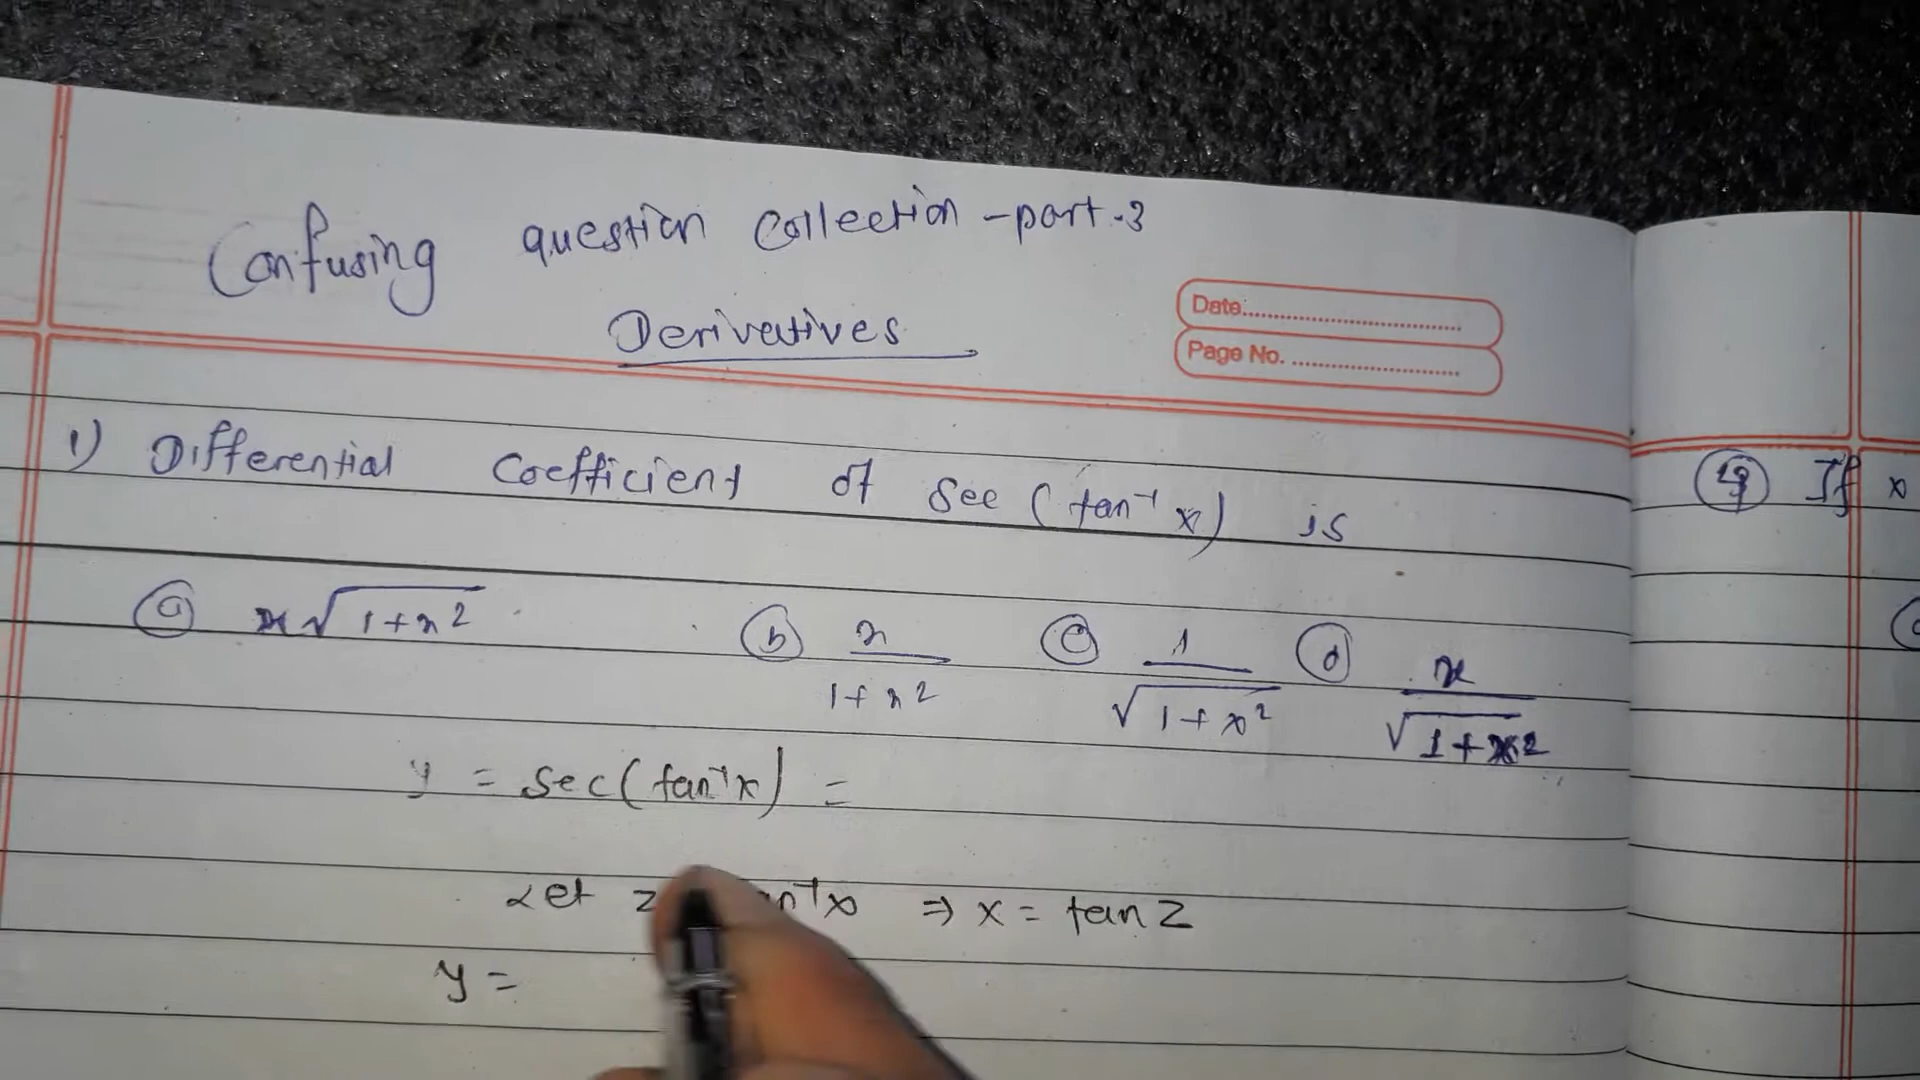 Confusing question collection - part-3
Derivatives
Date
Page No.
1) Differential Coefficient of Sec (tan⁻¹ x) is
ⓐ x√1+x² ⓑ x/1+x² ⓒ 1/√1+x² ⓓ x/√1+x²
y = sec(tan⁻¹x) =
Let z x ⇒ x = tan z
y =
If x